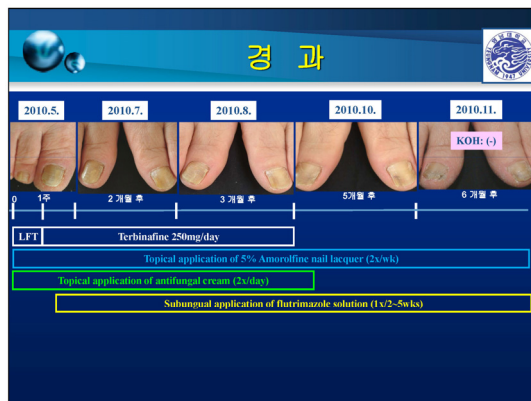 경 과
2010.5.
2010.7.
2010.8.
2010.10.
2010.11.
KOH: (-)
0
1주
2 개월 후
3 개월 후
5개월 후
6 개월 후
LFT
Terbinafine 250mg/day
Topical application of 5% Amorolfine nail lacquer (2x/wk)
Topical application of antifungal cream (2x/day)
Subungual application of flutrimazole solution (1x/2~5wks)
1947